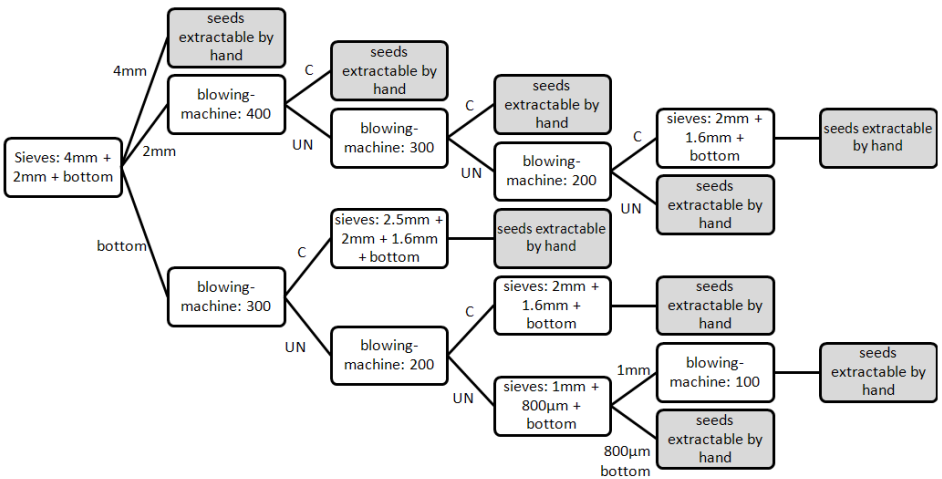 seeds
extractable by
hand
4mm
blowing-
machine: 400
2mm
Sieves: 4mm +
2mm + bottom
bottom
blowing-
machine: 300
C
seeds
extractable by
hand
UN
blowing-
machine: 300
C
seeds
extractable by
hand
UN
blowing-
machine: 200
C
sieves: 2mm +
1.6mm +
bottom
seeds extractable
by hand
UN
seeds
extractable by
hand
C
sieves: 2.5mm +
2mm + 1.6mm
+ bottom
seeds extractable
by hand
UN
blowing-
machine: 200
C
sieves: 2mm +
1.6mm +
bottom
seeds
extractable by
hand
UN
sieves: 1mm +
800µm +
bottom
1mm
blowing-
machine: 100
seeds
extractable by
hand
800µm
bottom
seeds
extractable by
hand